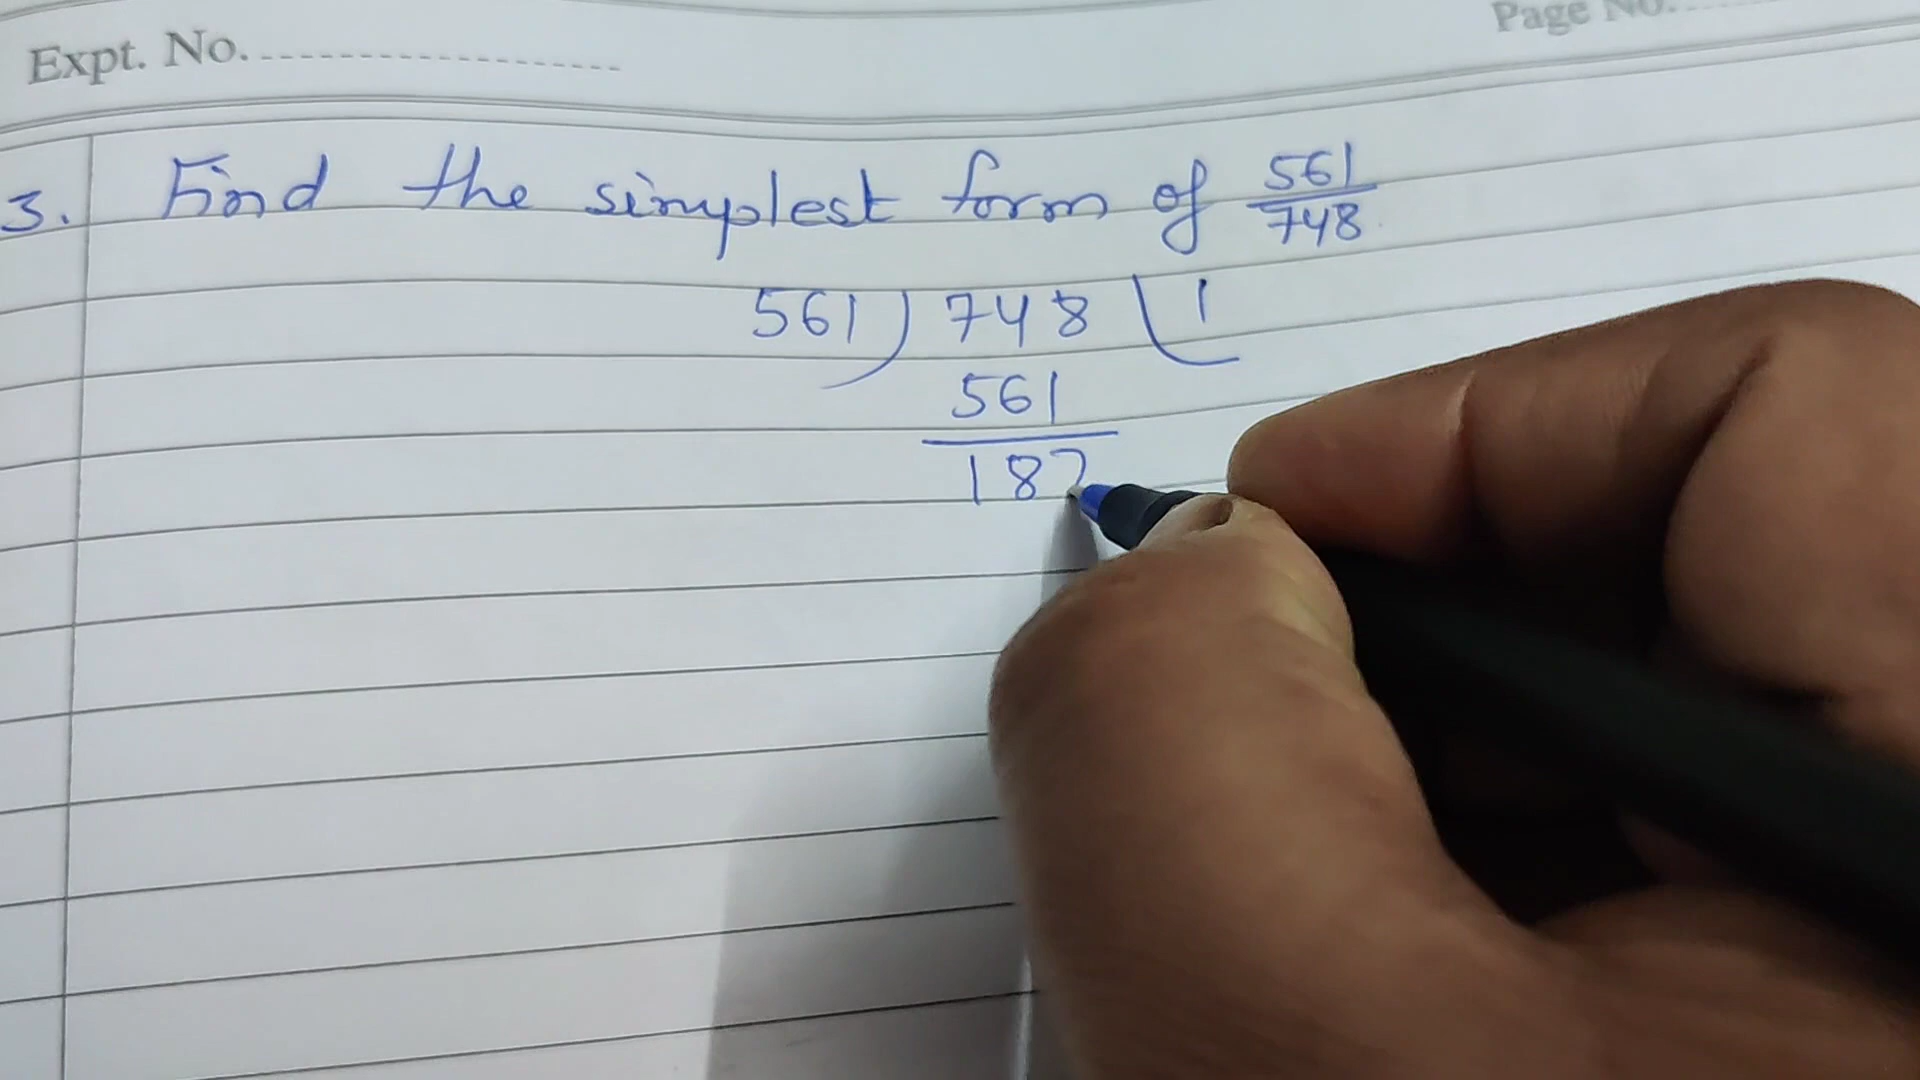 Expt. No.
Page No.
3. Find the simplest form of 561/748
561 ) 748 ( 1
561
187